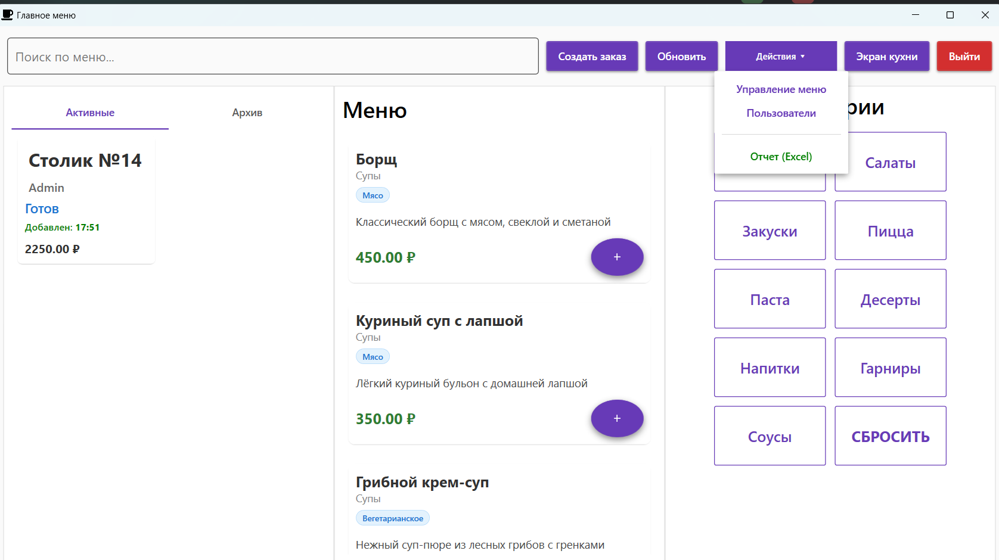 Главное меню
Поиск по меню...
Создать заказ
Обновить
Действия
Экран кухни
Выйти
Управление меню
Пользователи
Отчет (Excel)
Активные
Архив
Столик №14
Admin
Готов
Добавлен: 17:51
2250.00 ₽
Меню
Борщ
Супы
Мясо
Классический борщ с мясом, свеклой и сметаной
450.00 ₽
+
Куриный суп с лапшой
Супы
Мясо
Лёгкий куриный бульон с домашней лапшой
350.00 ₽
+
Грибной крем-суп
Супы
Вегетарианское
Нежный суп-пюре из лесных грибов с гренками
рии
Салаты
Закуски
Пицца
Паста
Десерты
Напитки
Гарниры
Соусы
СБРОСИТЬ